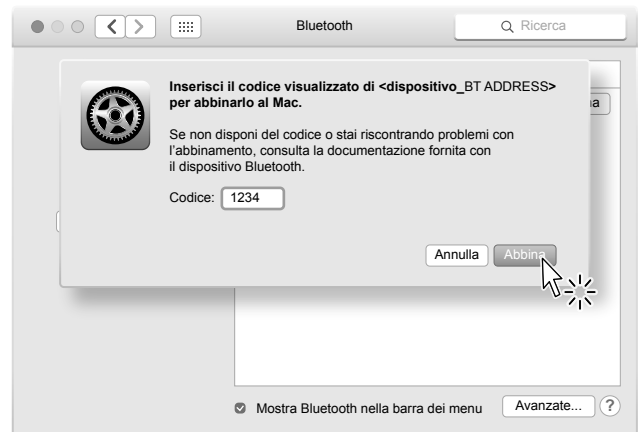 Bluetooth
Ricerca
Inserisci il codice visualizzato di <dispositivo_BT ADDRESS>
per abbinarlo al Mac.
Se non disponi del codice o stai riscontrando problemi con
l'abbinamento, consulta la documentazione fornita con
il dispositivo Bluetooth.
Codice: 1234
Annulla Abbina
Mostra Bluetooth nella barra dei menu Avanzate... ?